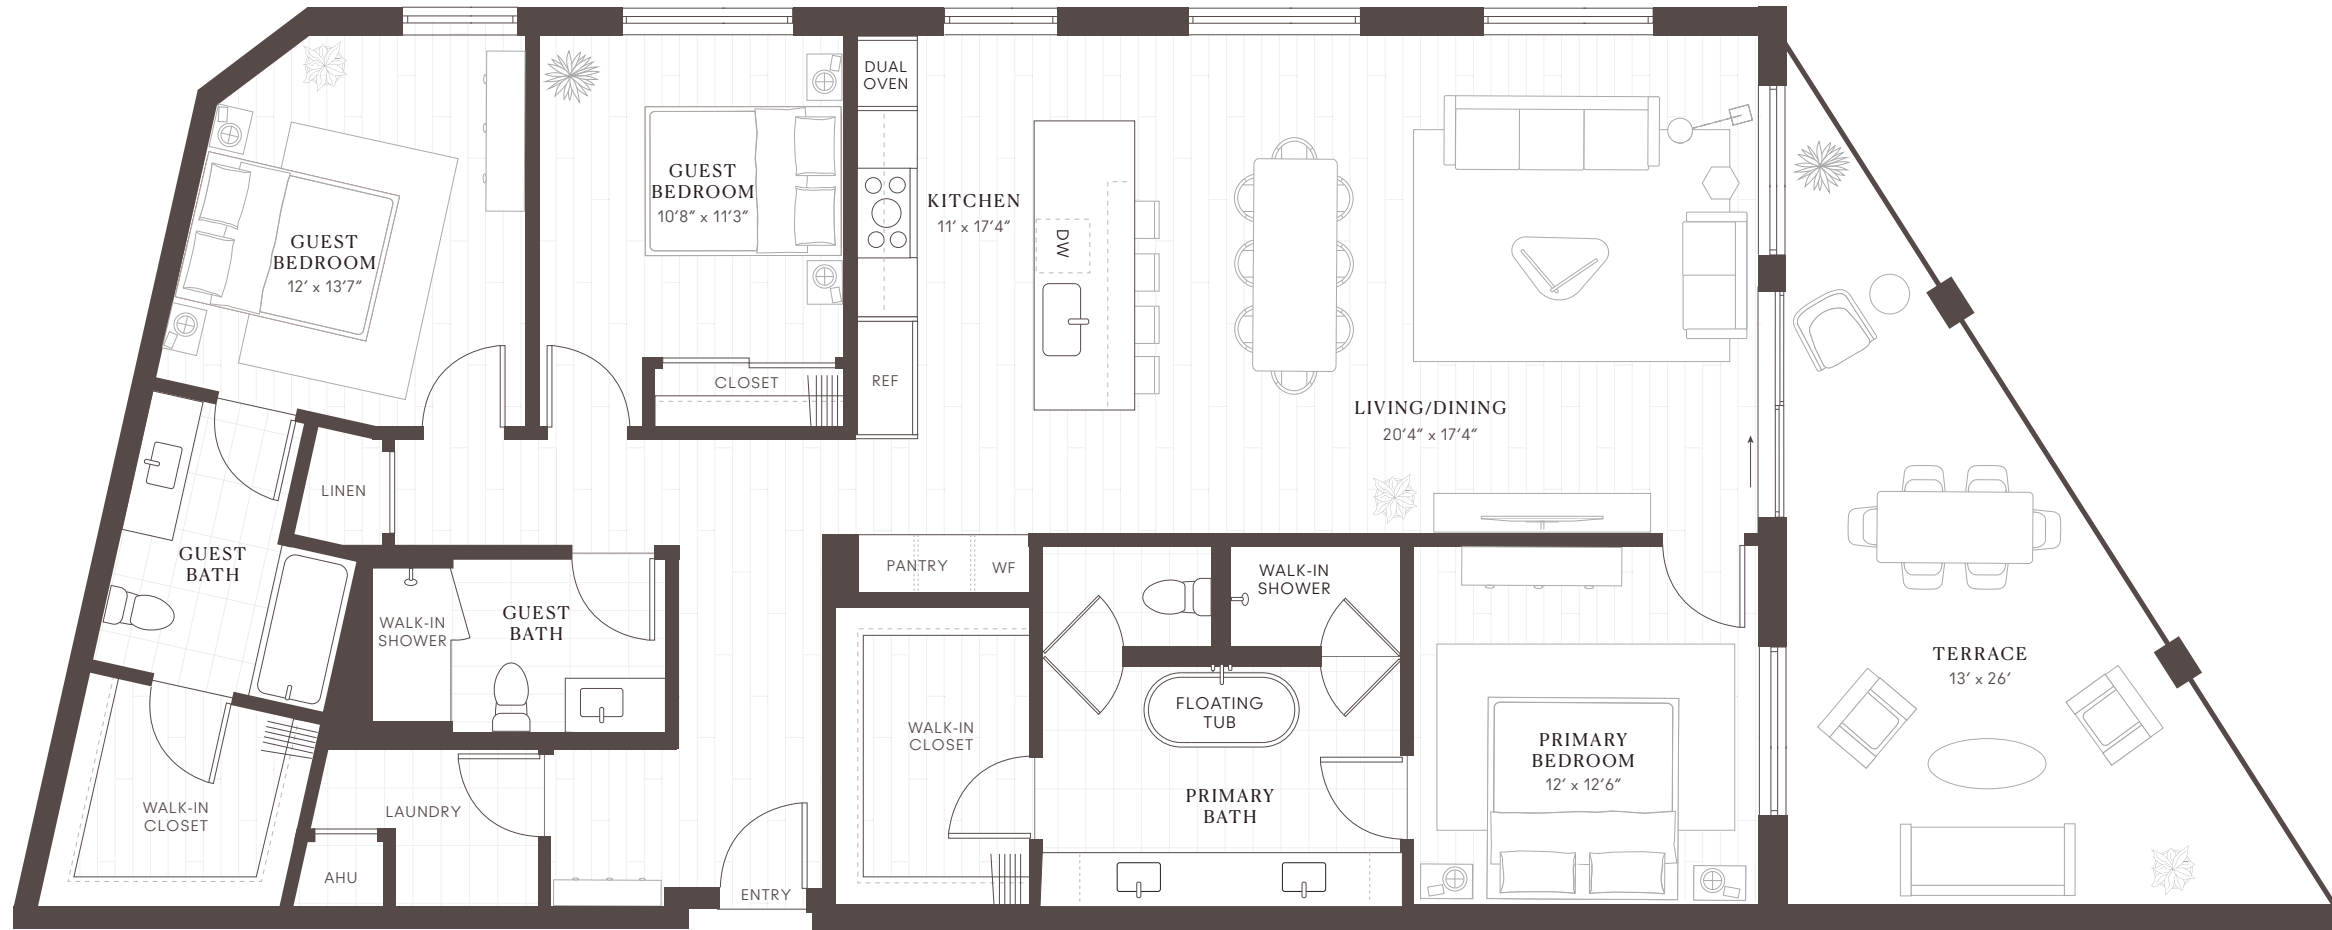 DUAL
OVEN
GUEST
BEDROOM
10'8" x 11'3"
KITCHEN
11' x 17'4"
DW
GUEST
BEDROOM
12' x 13'7"
CLOSET
REF
LIVING/DINING
20'4" x 17'4"
LINEN
GUEST
BATH
PANTRY
WF
WALK-IN
SHOWER
WALK-IN
SHOWER
GUEST
BATH
TERRACE
13' x 26'
FLOATING
TUB
WALK-IN
CLOSET
PRIMARY
BEDROOM
12' x 12'6"
PRIMARY
BATH
WALK-IN
CLOSET
LAUNDRY
AHU
ENTRY